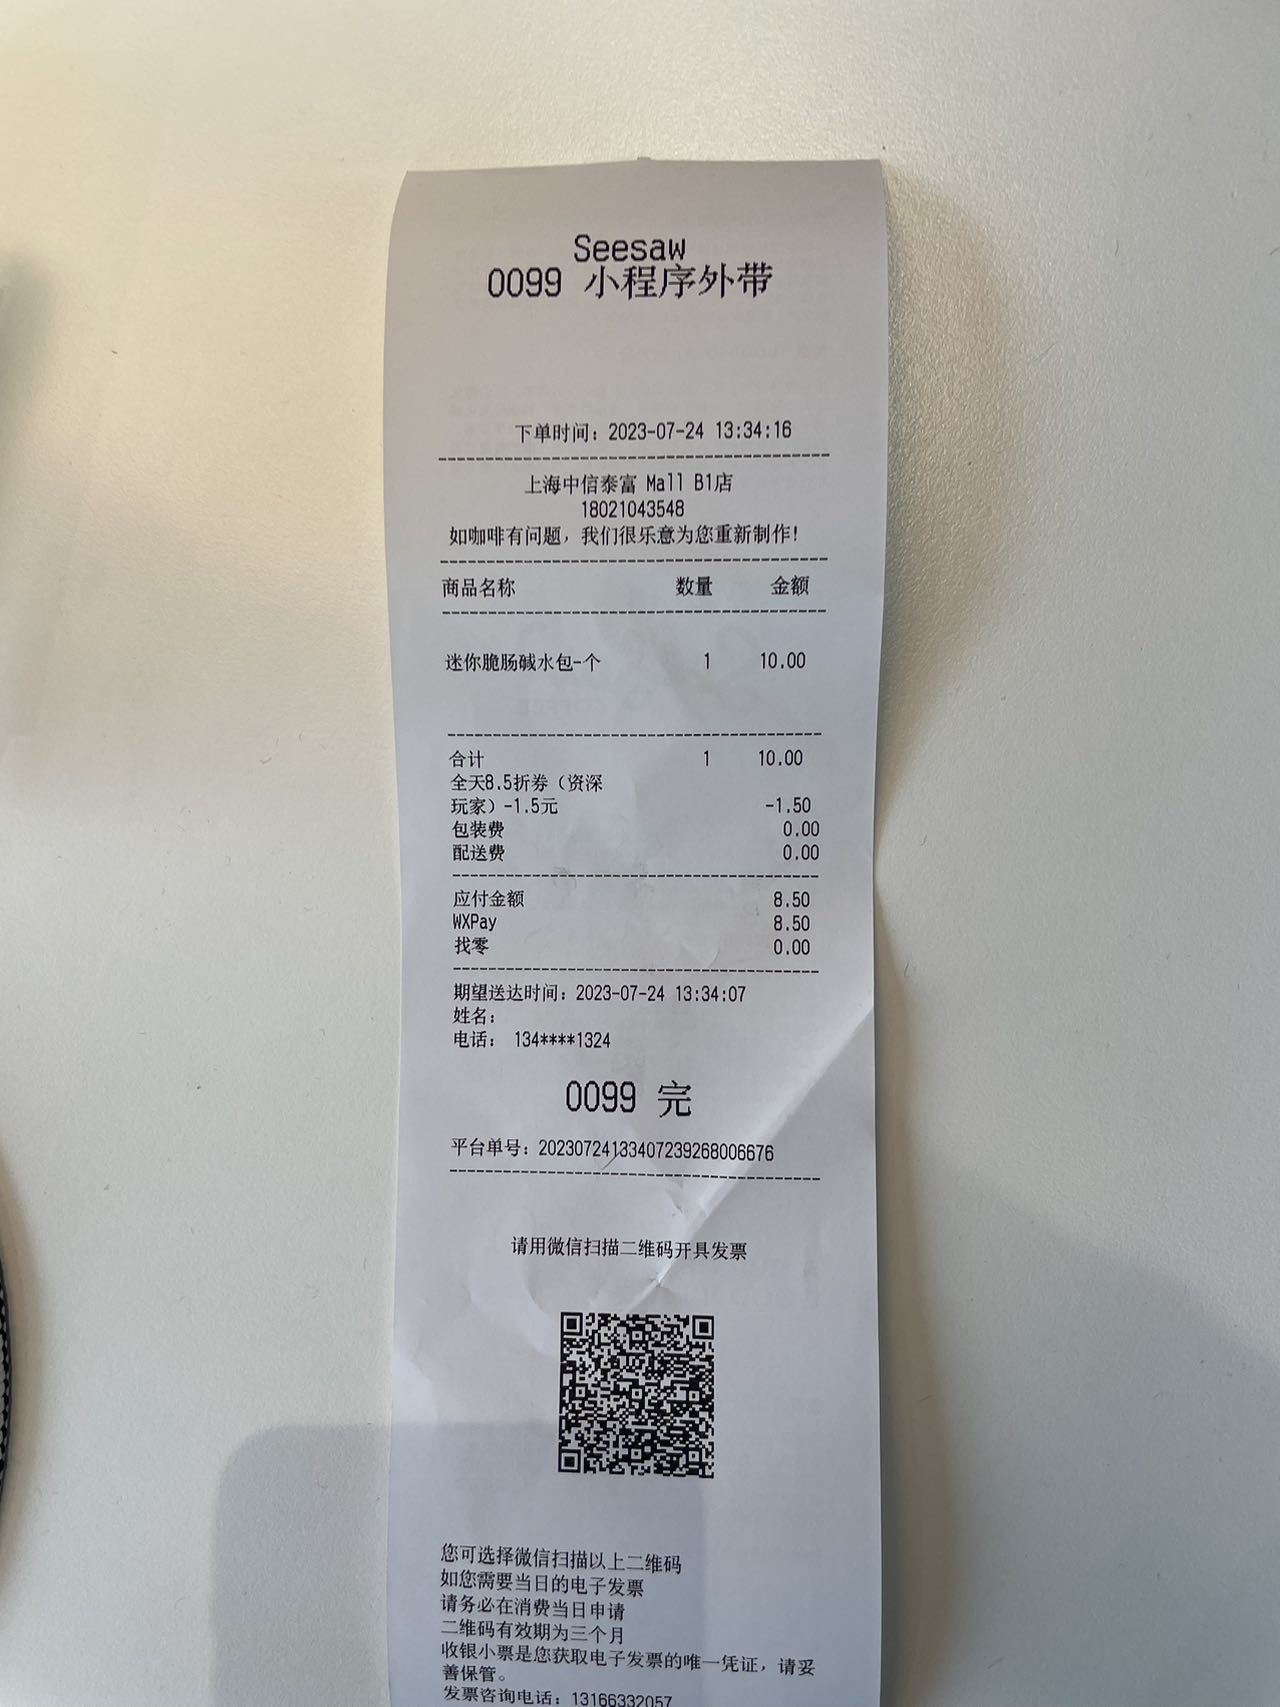 Seesaw
0099 小程序外带
下单时间：2023-07-24 13:34:16
上海中信泰富 Mall B1店
18021043548
如咖啡有问题，我们很乐意为您重新制作！
商品名称 数量 金额
迷你脆肠碱水包-个 1 10.00
合计 1 10.00
全天8.5折券（资深
玩家）-1.5元 -1.50
包装费 0.00
配送费 0.00
应付金额 8.50
WXPay 8.50
找零 0.00
期望送达时间：2023-07-24 13:34:07
姓名：
电话： 134****1324
0099 完
平台单号：20230724133407239268006676
请用微信扫描二维码开具发票
您可选择微信扫描以上二维码
如您需要当日的电子发票
请务必在消费当日申请
二维码有效期为三个月
收银小票是您获取电子发票的唯一凭证，请妥
善保管。
发票咨询电话：13166332057